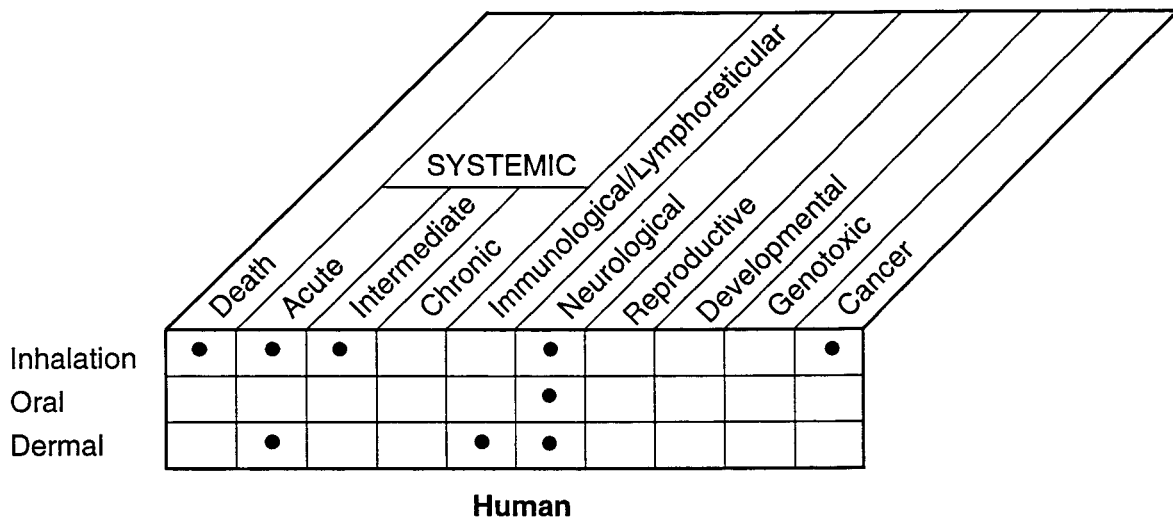 SYSTEMIC
Death
Acute
Intermediate
Chronic
Immunological/Lymphoreticular
Neurological
Reproductive
Developmental
Genotoxic
Cancer
Inhalation
Oral
Dermal
Human